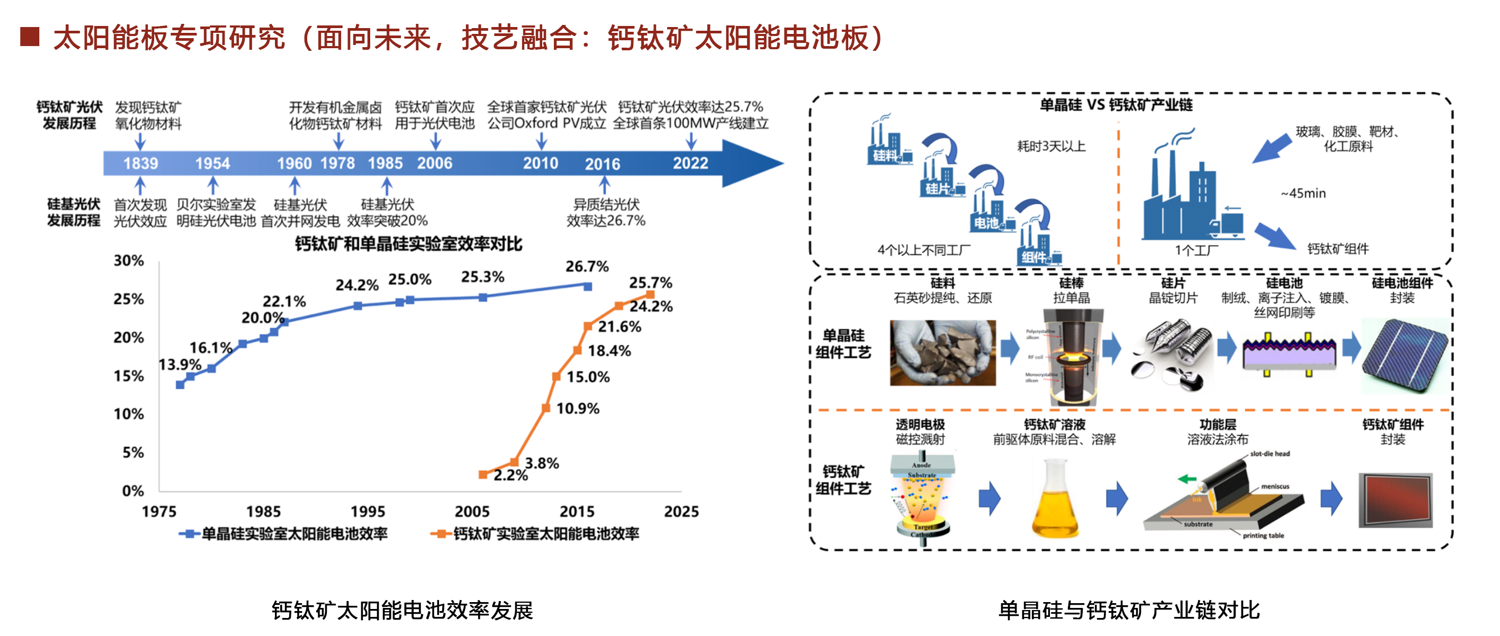 太阳能板专项研究（面向未来，技艺融合：钙钛矿太阳能电池板）
钙钛矿光伏
发展历程
发现钙钛矿
氧化物材料
开发有机金属卤
化物钙钛矿材料
钙钛矿首次应
用于光伏电池
全球首家钙钛矿光伏
公司Oxford PV成立
钙钛矿光伏效率达25.7%
全球首条100MW产线建立
1839
1954
1960
1978
1985
2006
2010
2016
2022
硅基光伏
发展历程
首次发现
光伏效应
贝尔实验室发
明硅光伏电池
硅基光伏
首次并网发电
硅基光伏
效率突破20%
异质结光伏
效率达26.7%
钙钛矿和单晶硅实验室效率对比
30%
25%
20%
15%
10%
5%
0%
13.9%
16.1%
20.0%
22.1%
24.2%
25.0%
25.3%
26.7%
25.7%
24.2%
21.6%
18.4%
15.0%
10.9%
3.8%
2.2%
1975
1985
1995
2005
2015
2025
单晶硅实验室太阳能电池效率
钙钛矿实验室太阳能电池效率
钙钛矿太阳能电池效率发展
单晶硅 VS 钙钛矿产业链
硅料
硅片
电池
组件
耗时3天以上
4个以上不同工厂
玻璃、胶膜、靶材、
化工原料
~45min
1个工厂
钙钛矿组件
单晶硅
组件工艺
硅料
石英砂提纯、还原
硅棒
拉单晶
Polycrystalline
silicon
RF coil
Monocrystalline
silicon
硅片
晶锭切片
硅电池
制绒、离子注入、镀膜、
丝网印刷等
硅电池组件
封装
钙钛矿
组件工艺
透明电极
磁控溅射
Anode
Substrate
Target
Cathode
钙钛矿溶液
前驱体原料混合、溶解
功能层
溶液法涂布
slot-die head
meniscus
ink
substrate
printing table
钙钛矿组件
封装
单晶硅与钙钛矿产业链对比